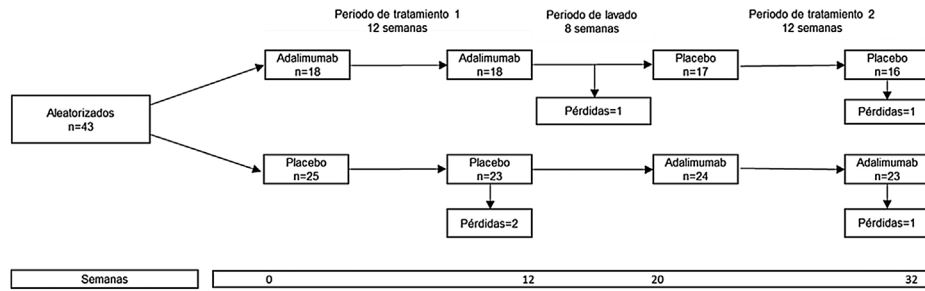 Periodo de tratamiento 1
12 semanas
Periodo de lavado
8 semanas
Periodo de tratamiento 2
12 semanas
Aleatorizados
n=43
Adalimumab
n=18
Adalimumab
n=18
Pérdidas=1
Placebo
n=17
Placebo
n=16
Pérdidas=1
Placebo
n=25
Placebo
n=23
Pérdidas=2
Adalimumab
n=24
Adalimumab
n=23
Pérdidas=1
Semanas
0 12 20 32